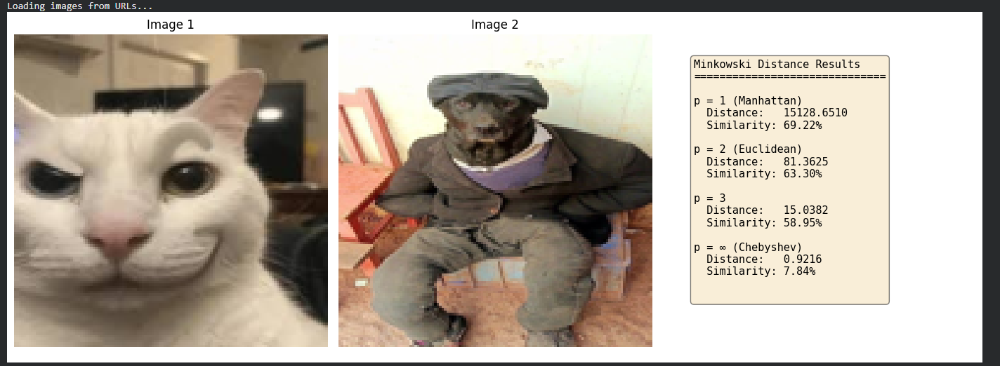 Loading images from URLs...
Image 1
Image 2
Minkowski Distance Results
==============================
p = 1 (Manhattan)
Distance: 15128.6510
Similarity: 69.22%
p = 2 (Euclidean)
Distance: 81.3625
Similarity: 63.30%
p = 3
Distance: 15.0382
Similarity: 58.95%
p = ∞ (Chebyshev)
Distance: 0.9216
Similarity: 7.84%